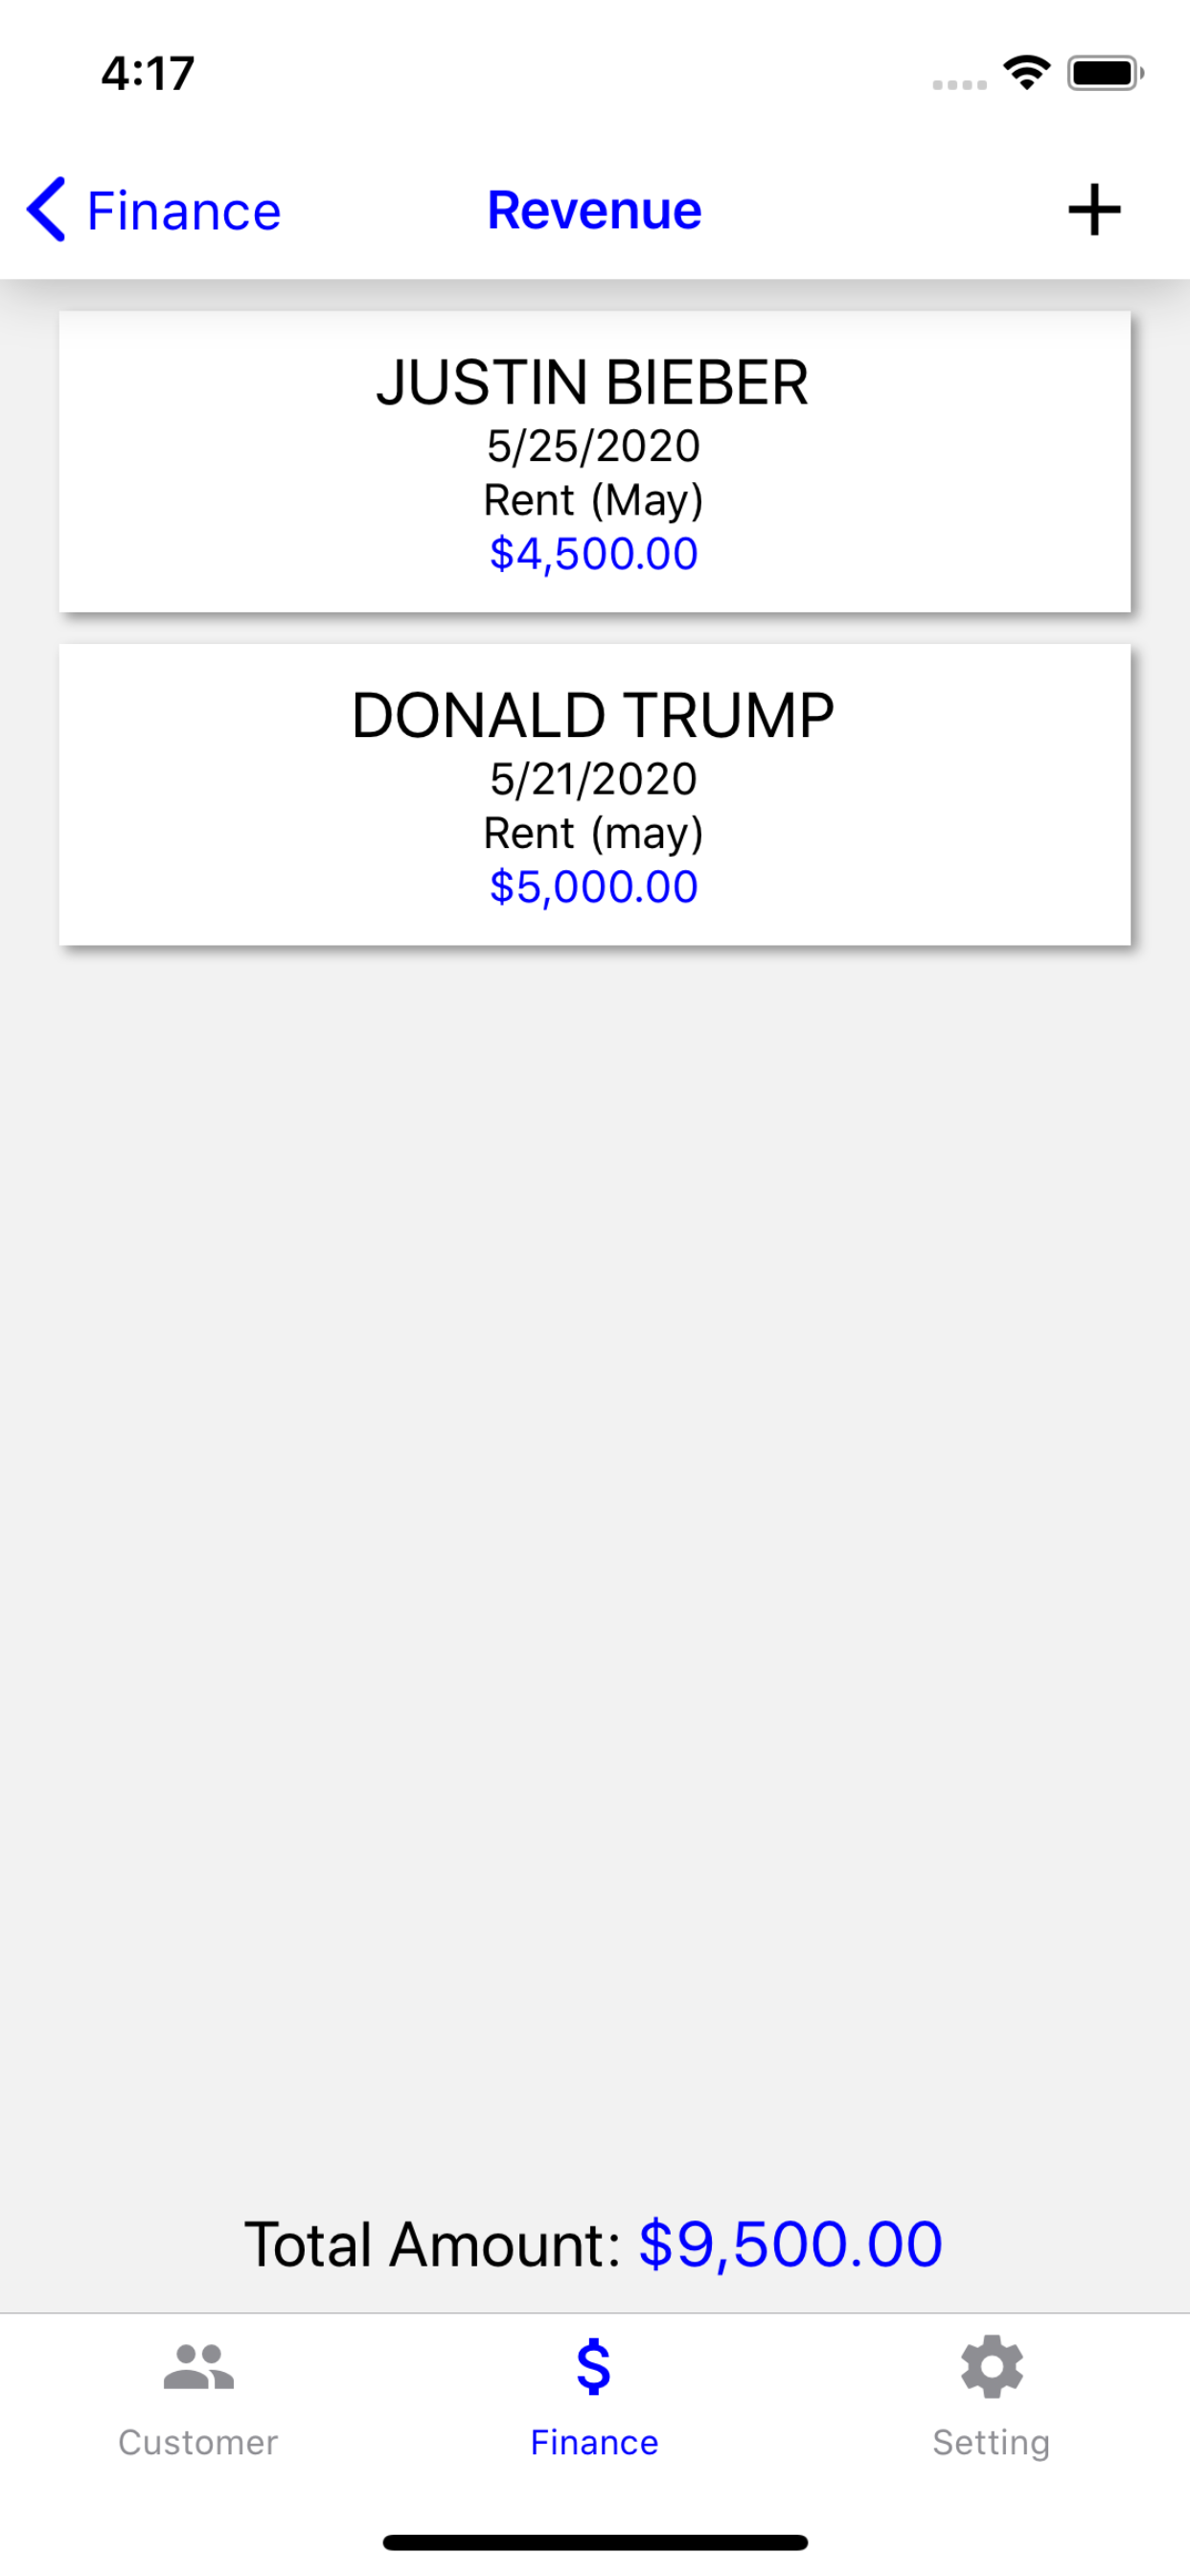 4:17
Finance
Revenue
+
JUSTIN BIEBER
5/25/2020
Rent (May)
$4,500.00
DONALD TRUMP
5/21/2020
Rent (may)
$5,000.00
Total Amount: $9,500.00
Customer
Finance
Setting